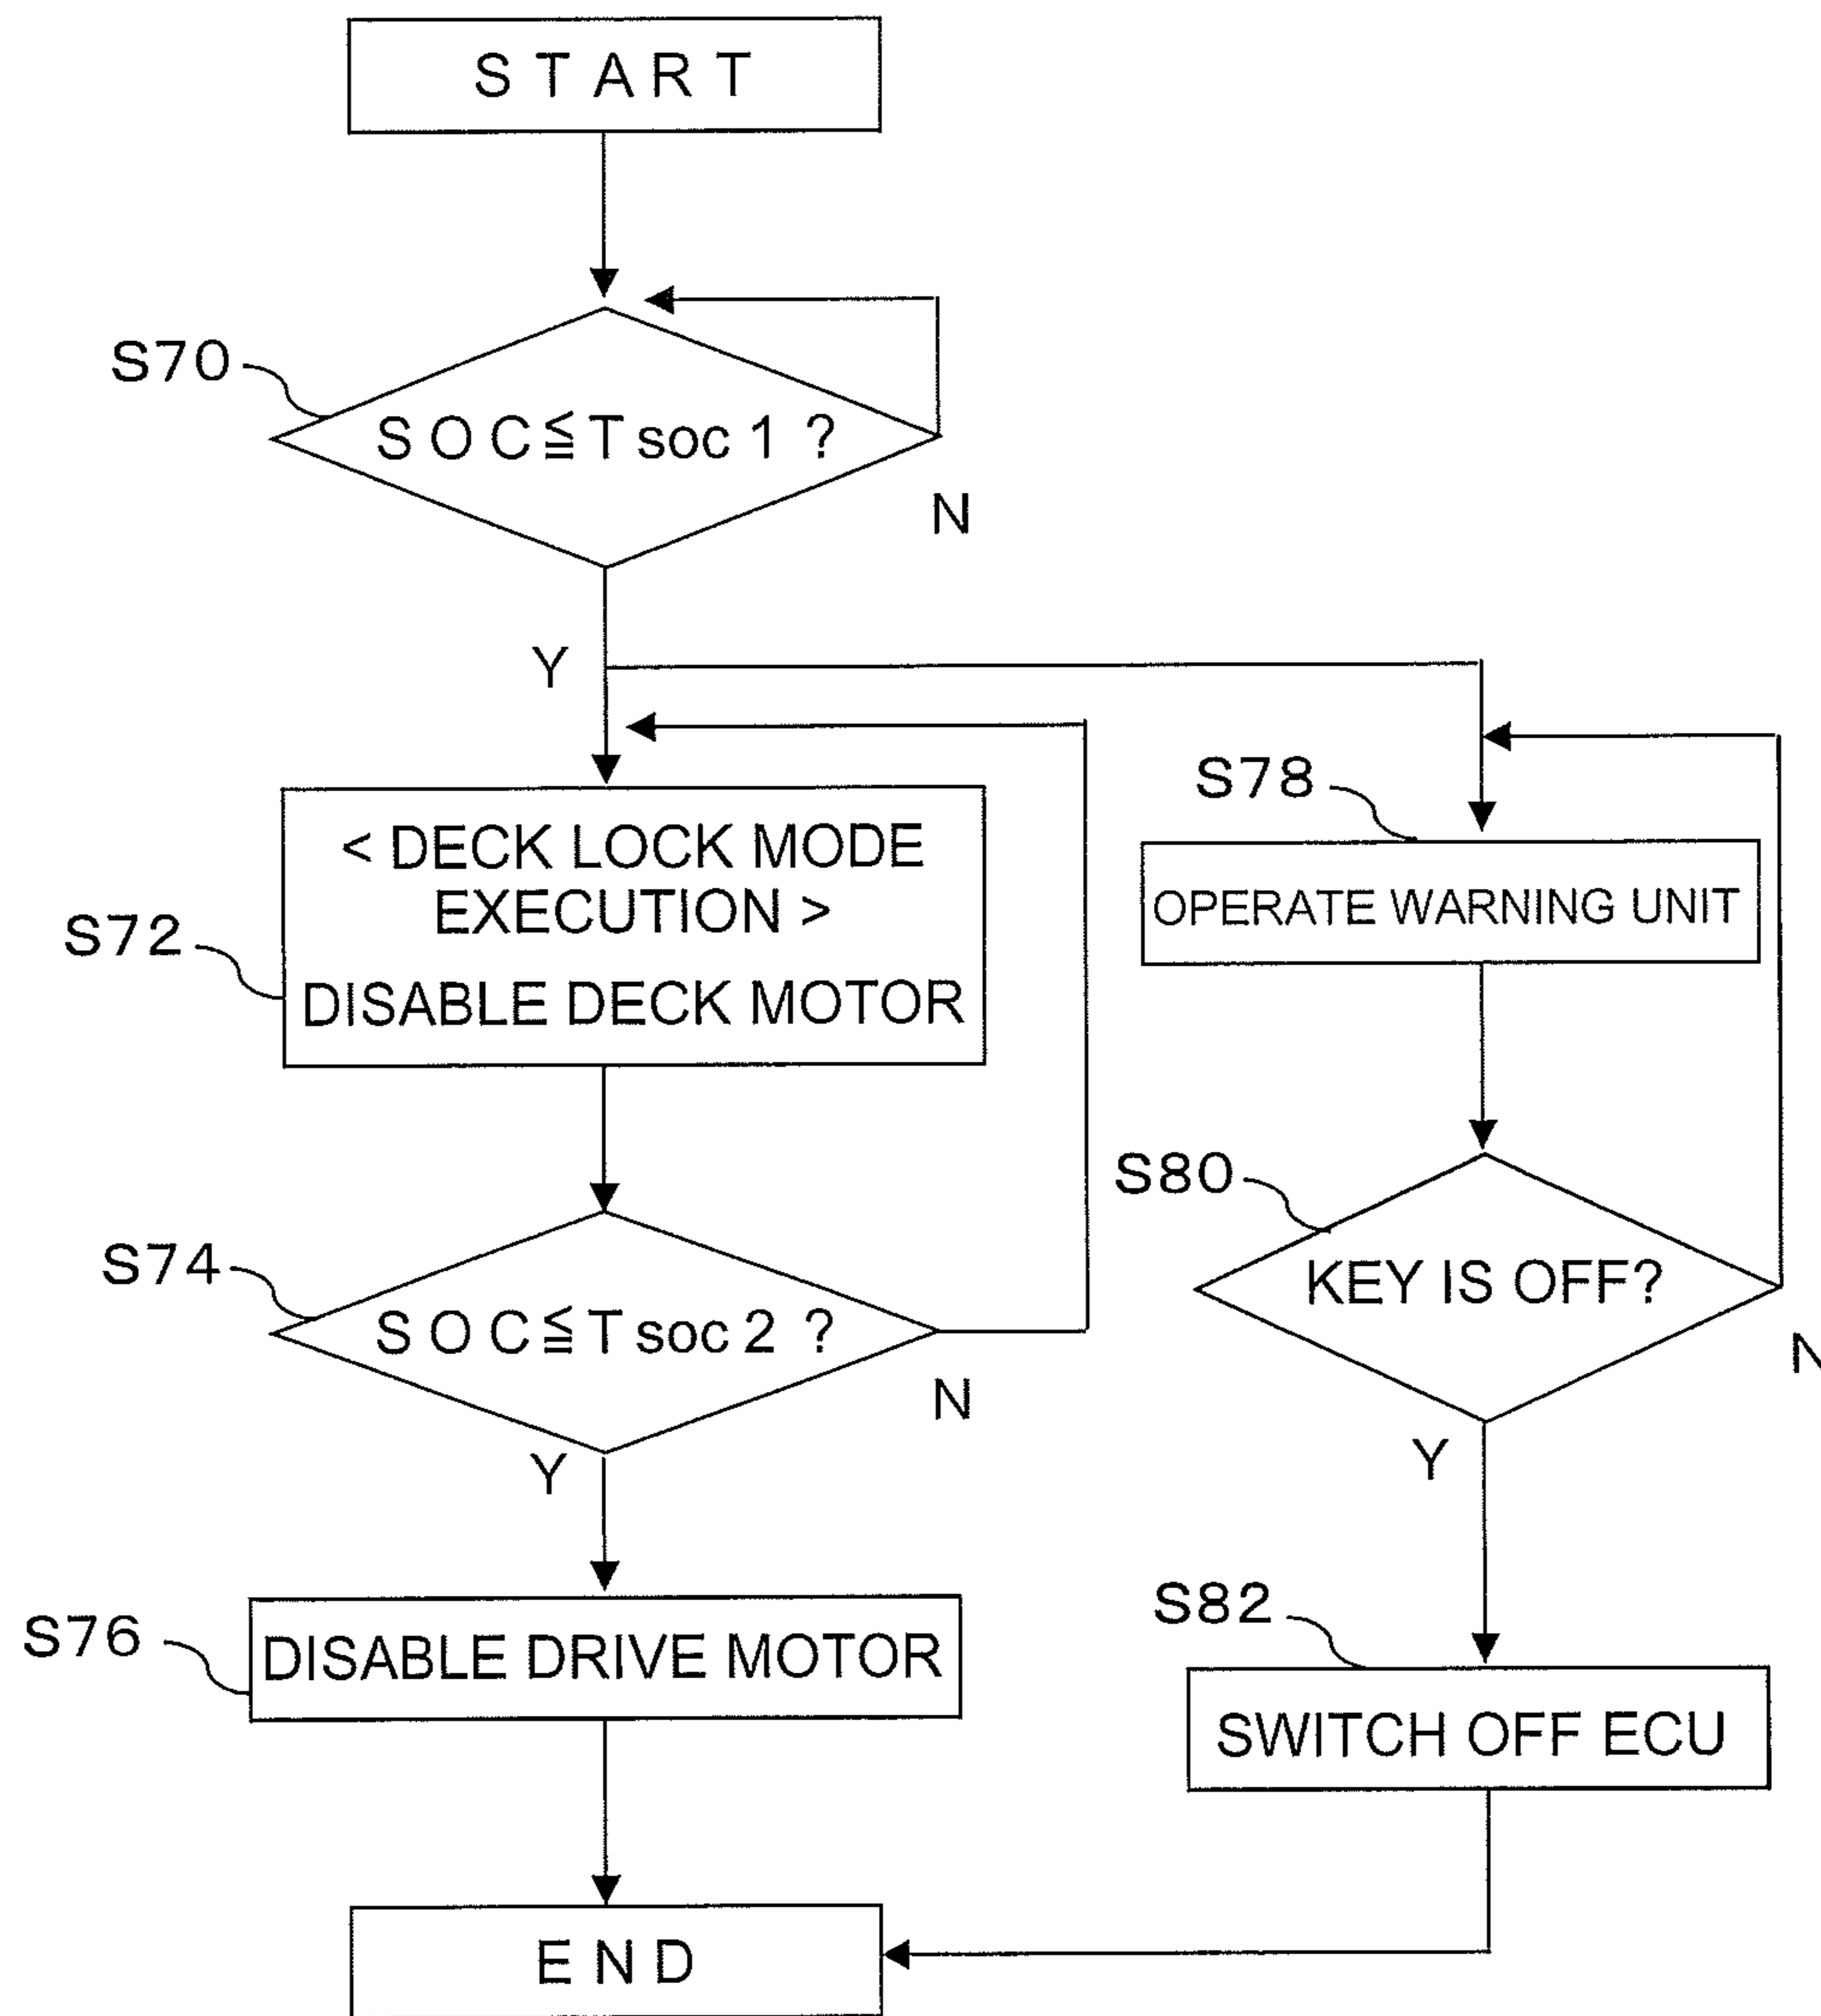 START
S70
SOC≦Tsoc1 ?
N
Y
< DECK LOCK MODE
EXECUTION >
S72
DISABLE DECK MOTOR
S78
OPERATE WARNING UNIT
S74
SOC≦Tsoc2 ?
N
Y
S80
KEY IS OFF?
N
Y
S76
DISABLE DRIVE MOTOR
S82
SWITCH OFF ECU
END